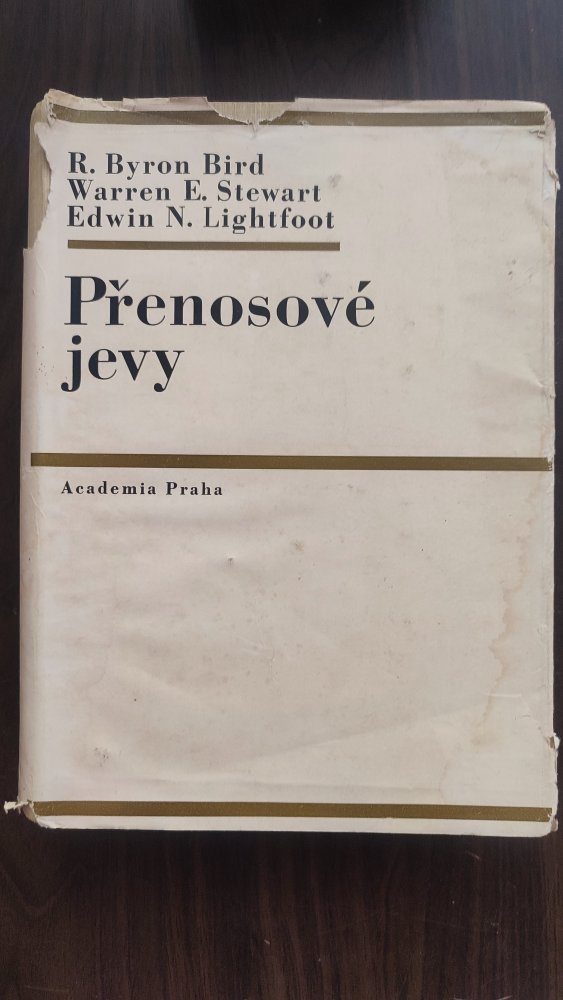 R. Byron Bird
Warren E. Stewart
Edwin N. Lightfoot
Přenosové
jevy
Academia Praha